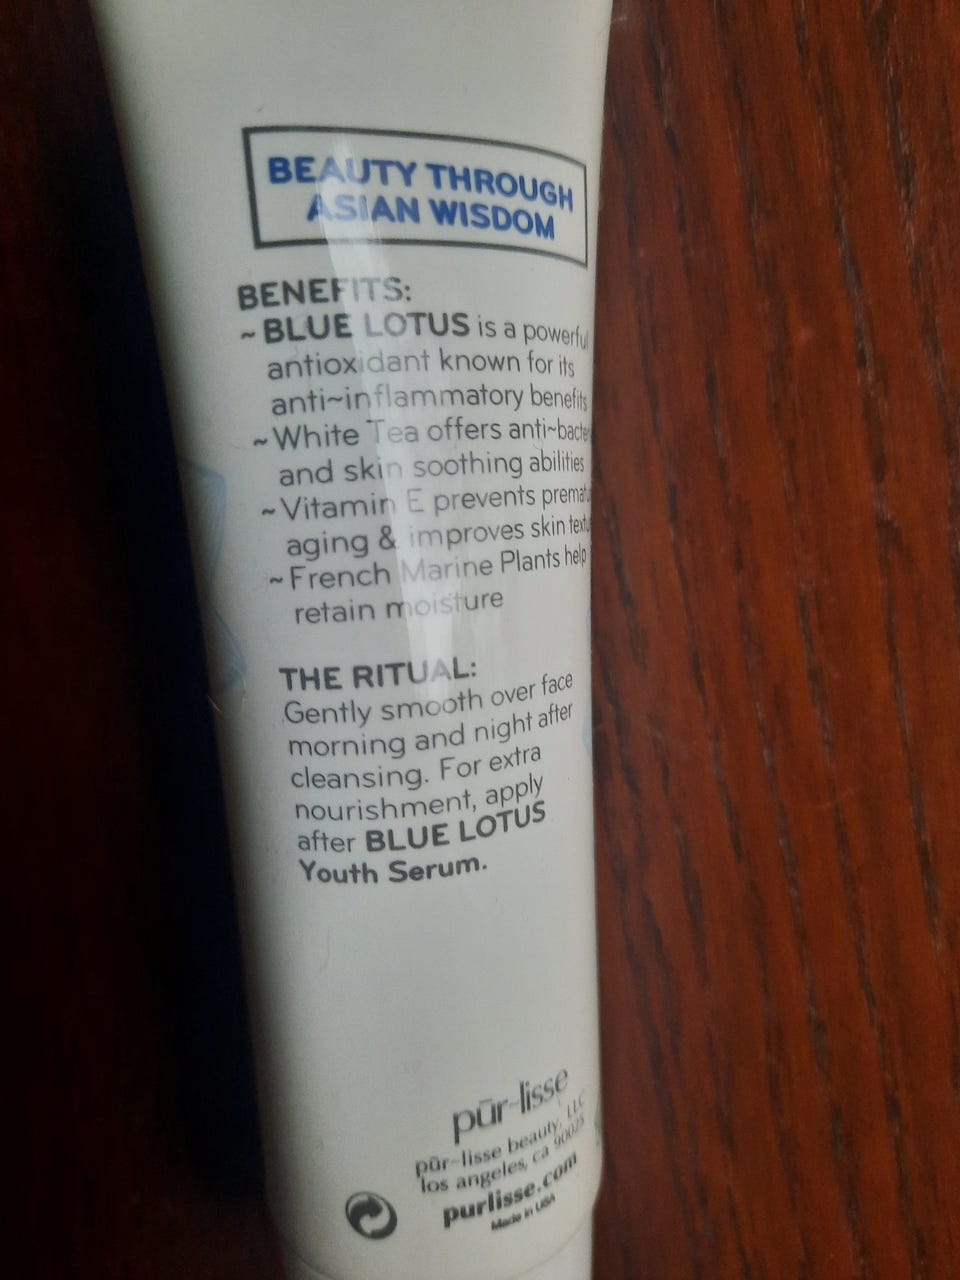 BEAUTY THROUGH
ASIAN WISDOM
BENEFITS:
~BLUE LOTUS is a powerful
antioxidant known for its
anti~inflammatory benefits
~White Tea offers anti~bacte
and skin soothing abilities
~Vitamin E prevents prematu
aging & improves skin textu
~French Marine Plants help
retain moisture
THE RITUAL:
Gently smooth over face
morning and night after
cleansing. For extra
nourishment, apply
after BLUE LOTUS
Youth Serum.
pūr~lisse
pūr~lisse beauty, LLC
los angeles, ca 90025
purlisse.com
Made in USA